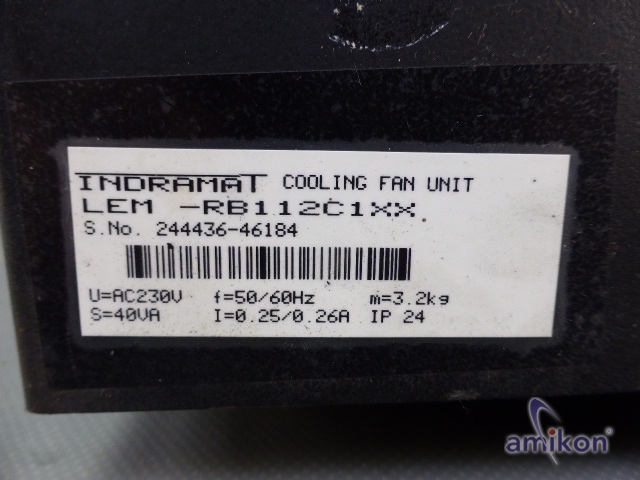 INDRAMAT COOLING FAN UNIT
LEM -RB112C1XX
S.No. 244436-46184
U=AC230V f=50/60Hz m=3.2kg
S=40VA I=0.25/0.26A IP 24
amikon